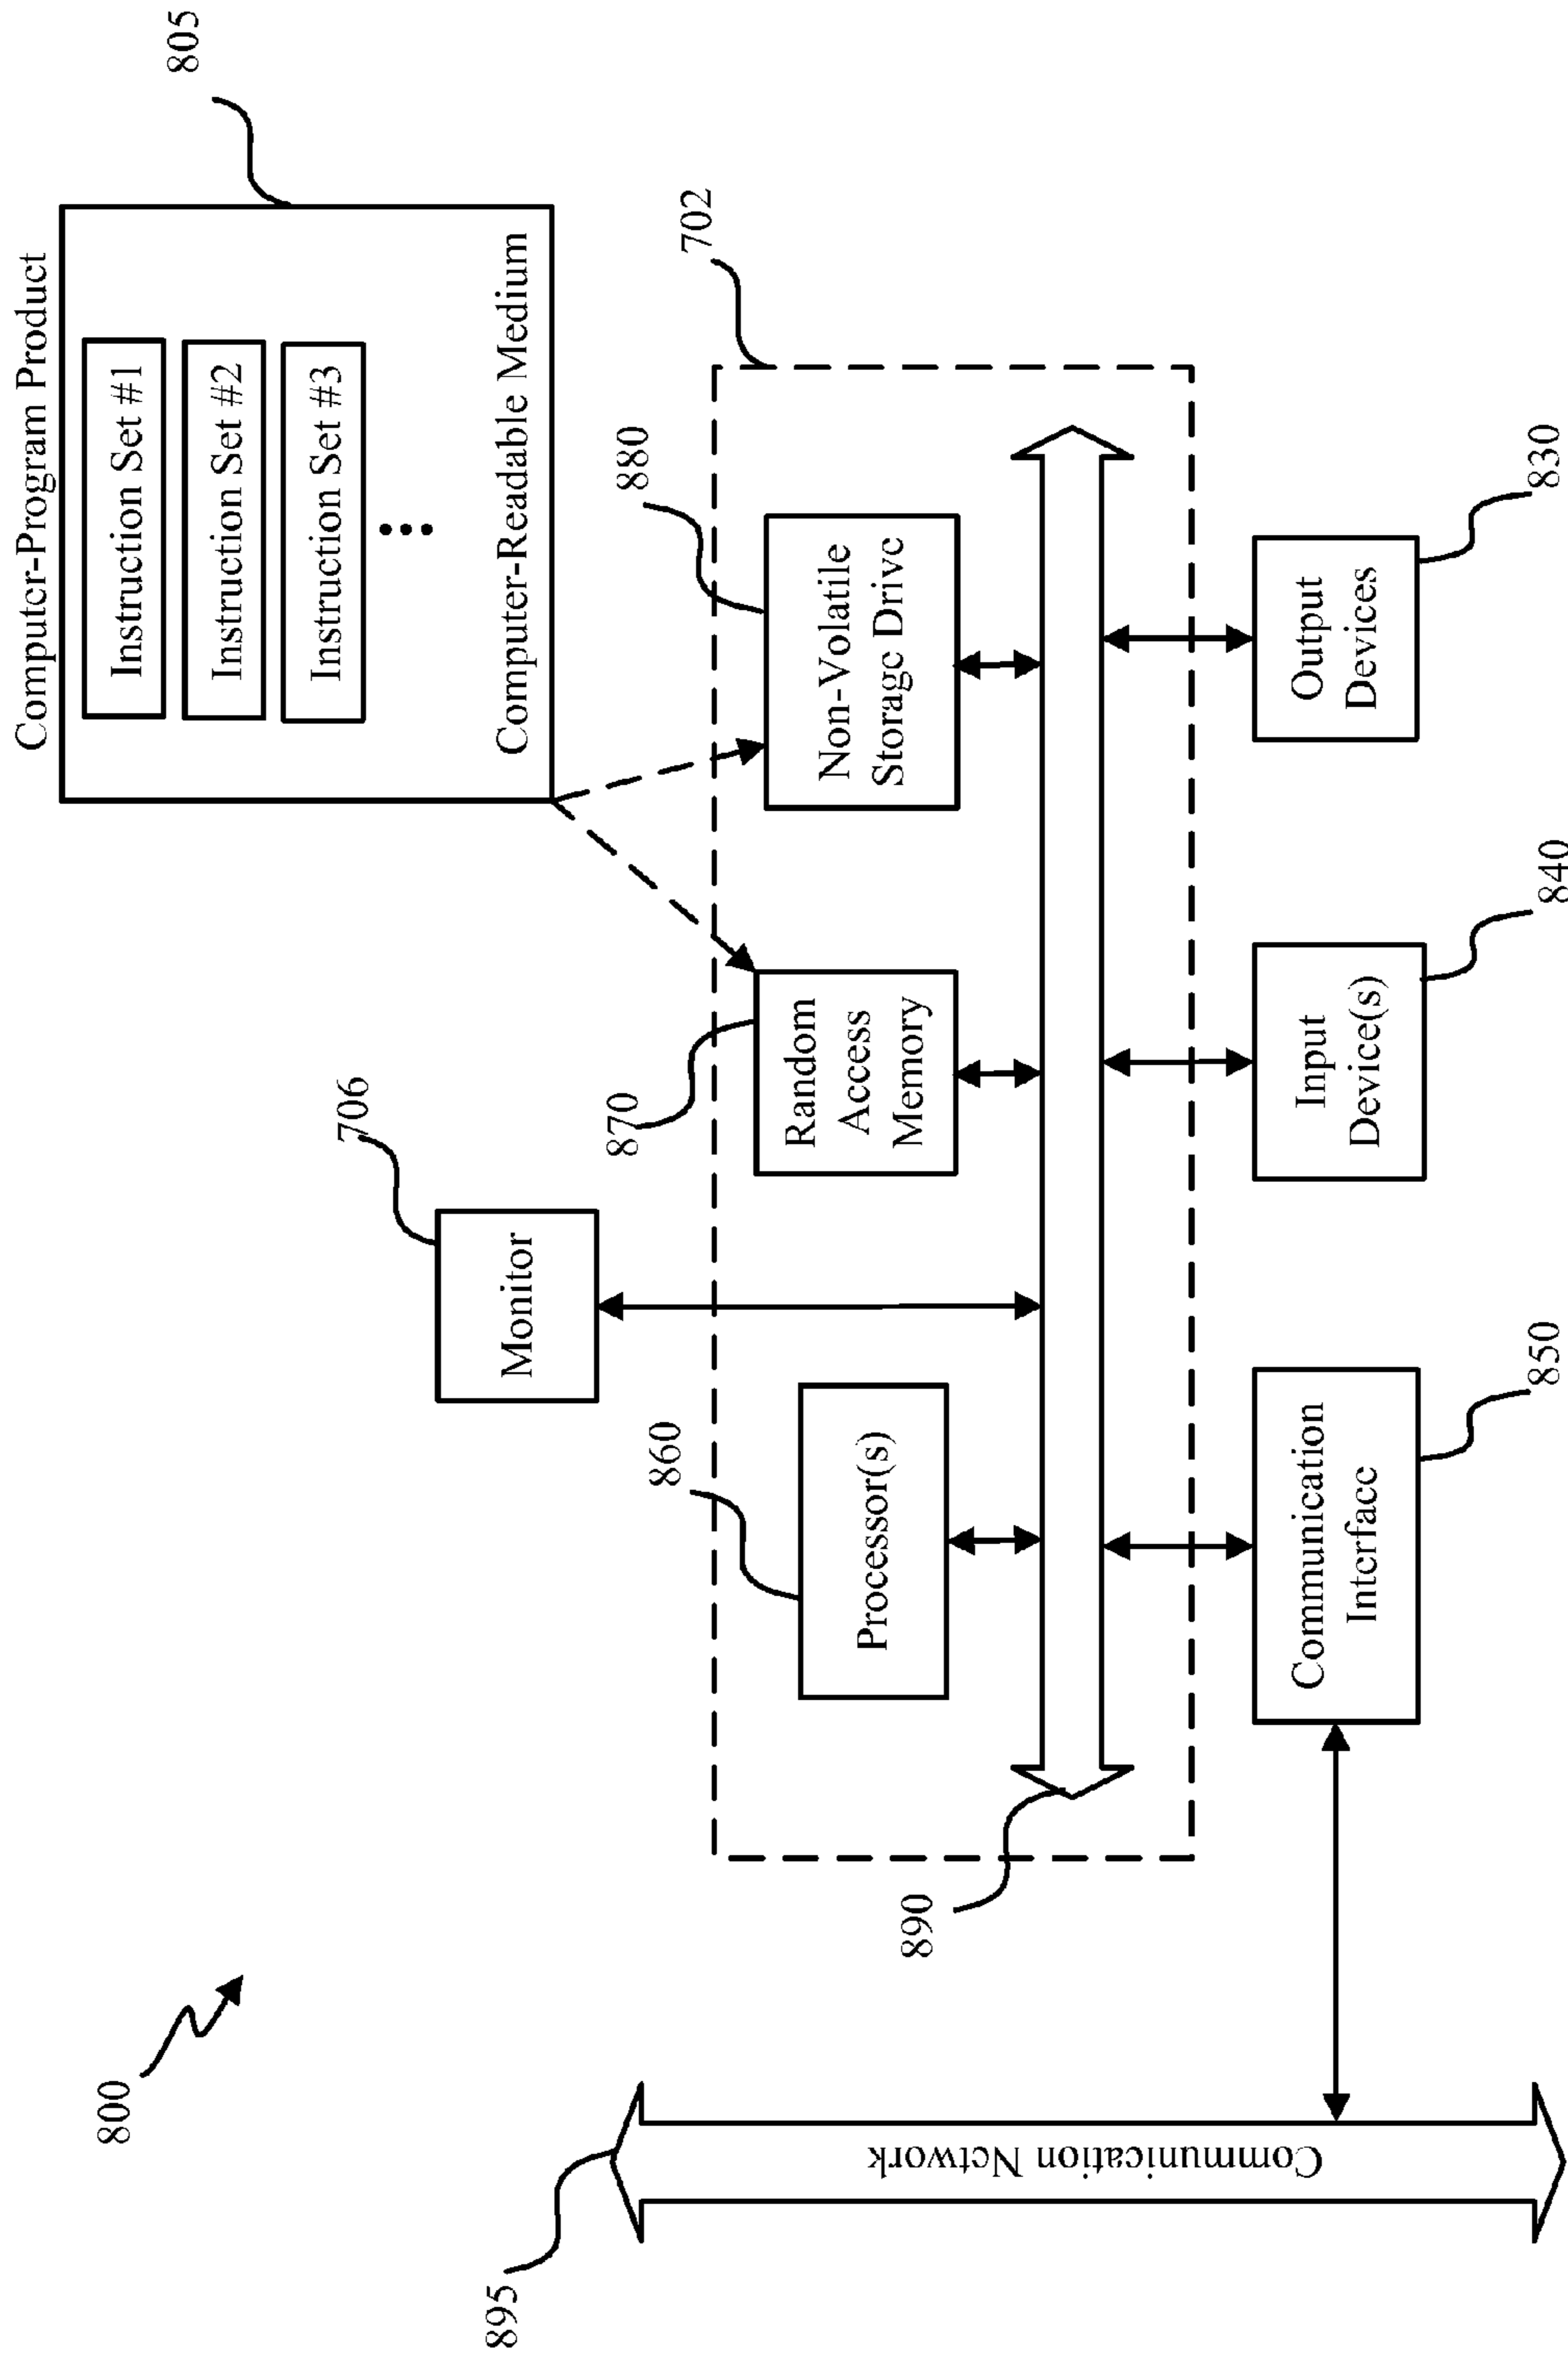 Computer-Program Product
800
Instruction Set #1
805
Instruction Set #2
Instruction Set #3
•••
Computer-Readable Medium
706
Monitor
895
702
860
870
880
Processor(s)
Random
Access
Memory
Non-Volatile
Storage Drive
890
Communication Network
Communication
Interface
Input
Device(s)
Output
Devices
850
840
830